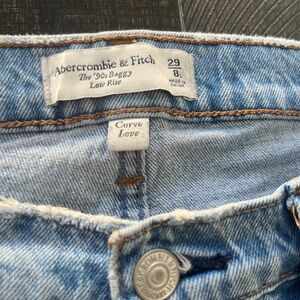 Abercrombie & Fitch
The '90s Baggy
Low Rise
29
8
MADE IN
Curve
Love